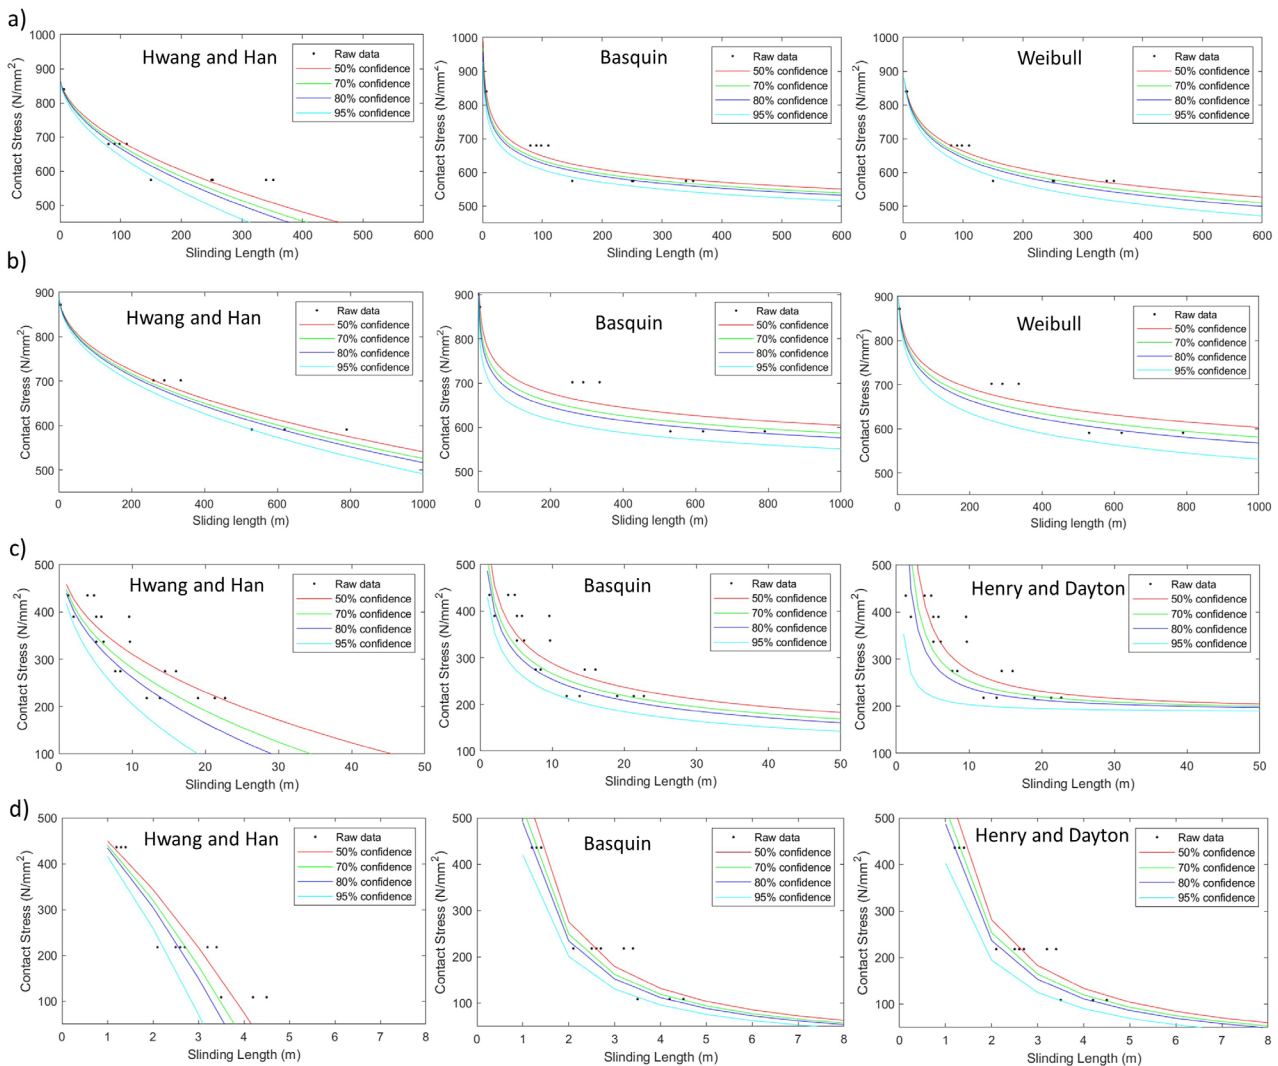 a)
Hwang and Han
Raw data
50% confidence
70% confidence
80% confidence
95% confidence
Contact Stress (N/mm²)
1000
900
800
700
600
500
0 100 200 300 400 500 600
Slinding Length (m)
Basquin
Raw data
50% confidence
70% confidence
80% confidence
95% confidence
Contact Stress (N/mm²)
1000
900
800
700
600
500
0 100 200 300 400 500 600
Slinding Length (m)
Weibull
Raw data
50% confidence
70% confidence
80% confidence
95% confidence
Contact Stress (N/mm²)
1000
900
800
700
600
500
0 100 200 300 400 500 600
Slinding Length (m)
b)
Hwang and Han
Raw data
50% confidence
70% confidence
80% confidence
95% confidence
Contact Stress (N/mm²)
900
800
700
600
500
0 200 400 600 800 1000
Sliding length (m)
Basquin
Raw data
50% confidence
70% confidence
80% confidence
95% confidence
Contact Stress (N/mm²)
900
800
700
600
500
0 200 400 600 800 1000
Sliding length (m)
Weibull
Raw data
50% confidence
70% confidence
80% confidence
95% confidence
Contact Stress (N/mm²)
900
800
700
600
500
0 200 400 600 800 1000
Sliding length (m)
c)
Hwang and Han
Raw data
50% confidence
70% confidence
80% confidence
95% confidence
Contact Stress (N/mm²)
500
400
300
200
100
0 10 20 30 40 50
Slinding Length (m)
Basquin
Raw data
50% confidence
70% confidence
80% confidence
95% confidence
Contact Stress (N/mm²)
500
400
300
200
100
0 10 20 30 40 50
Slinding Length (m)
Henry and Dayton
Raw data
50% confidence
70% confidence
80% confidence
95% confidence
Contact Stress (N/mm²)
500
400
300
200
100
0 10 20 30 40 50
Slinding Length (m)
d)
Hwang and Han
Raw data
50% confidence
70% confidence
80% confidence
95% confidence
Contact Stress (N/mm²)
500
400
300
200
100
0 1 2 3 4 5 6 7 8
Slinding Length (m)
Basquin
Raw data
50% confidence
70% confidence
80% confidence
95% confidence
Contact Stress (N/mm²)
500
400
300
200
100
0 1 2 3 4 5 6 7 8
Slinding Length (m)
Henry and Dayton
Raw data
50% confidence
70% confidence
80% confidence
95% confidence
Contact Stress (N/mm²)
500
400
300
200
100
0 1 2 3 4 5 6 7 8
Slinding Length (m)